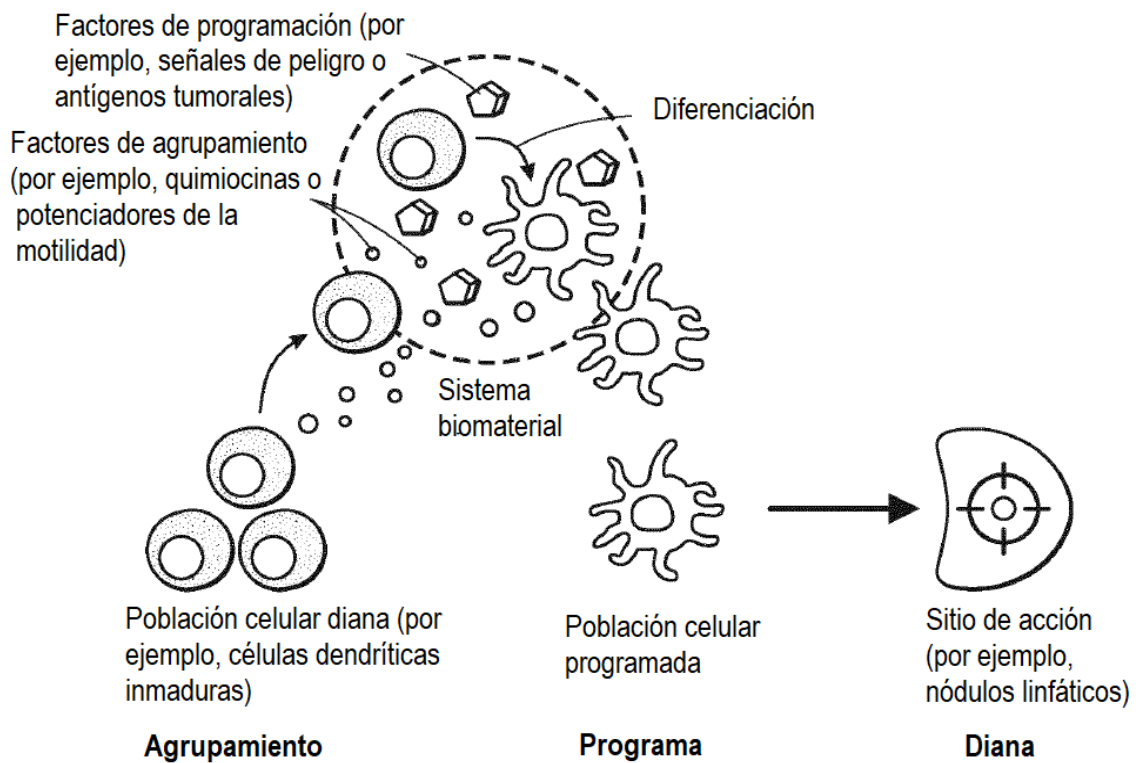 Factores de programación (por
ejemplo, señales de peligro o
antígenos tumorales)
Diferenciación
Factores de agrupamiento
(por ejemplo, quimiocinas o
potenciadores de la
motilidad)
Sistema
biomaterial
Población celular diana (por
ejemplo, células dendríticas
inmaduras)
Población celular
programada
Sitio de acción
(por ejemplo,
nódulos linfáticos)
Agrupamiento
Programa
Diana